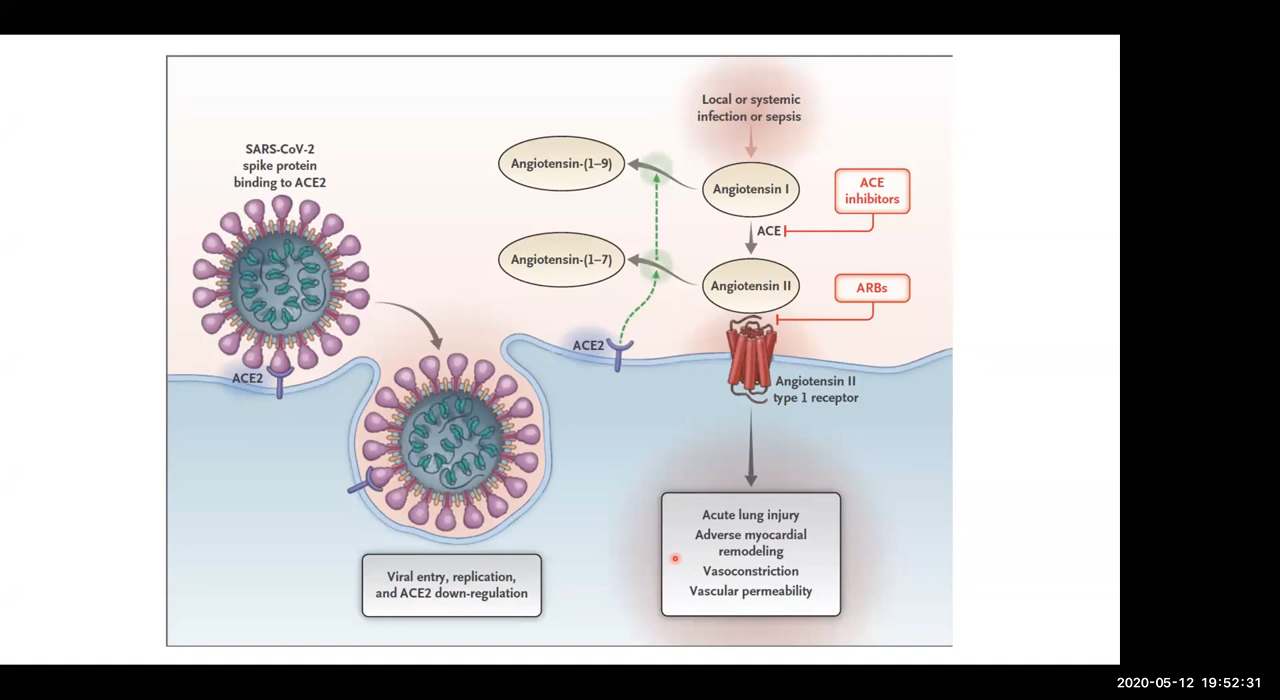 Local or systemic
infection or sepsis
SARS-CoV-2
spike protein
binding to ACE2
Angiotensin-(1–9)
Angiotensin I
ACE
inhibitors
ACE
Angiotensin-(1–7)
Angiotensin II
ARBs
ACE2
ACE2
Angiotensin II
type 1 receptor
Acute lung injury
Adverse myocardial
remodeling
Vasoconstriction
Vascular permeability
Viral entry, replication,
and ACE2 down-regulation
2020-05-12 19:52:31